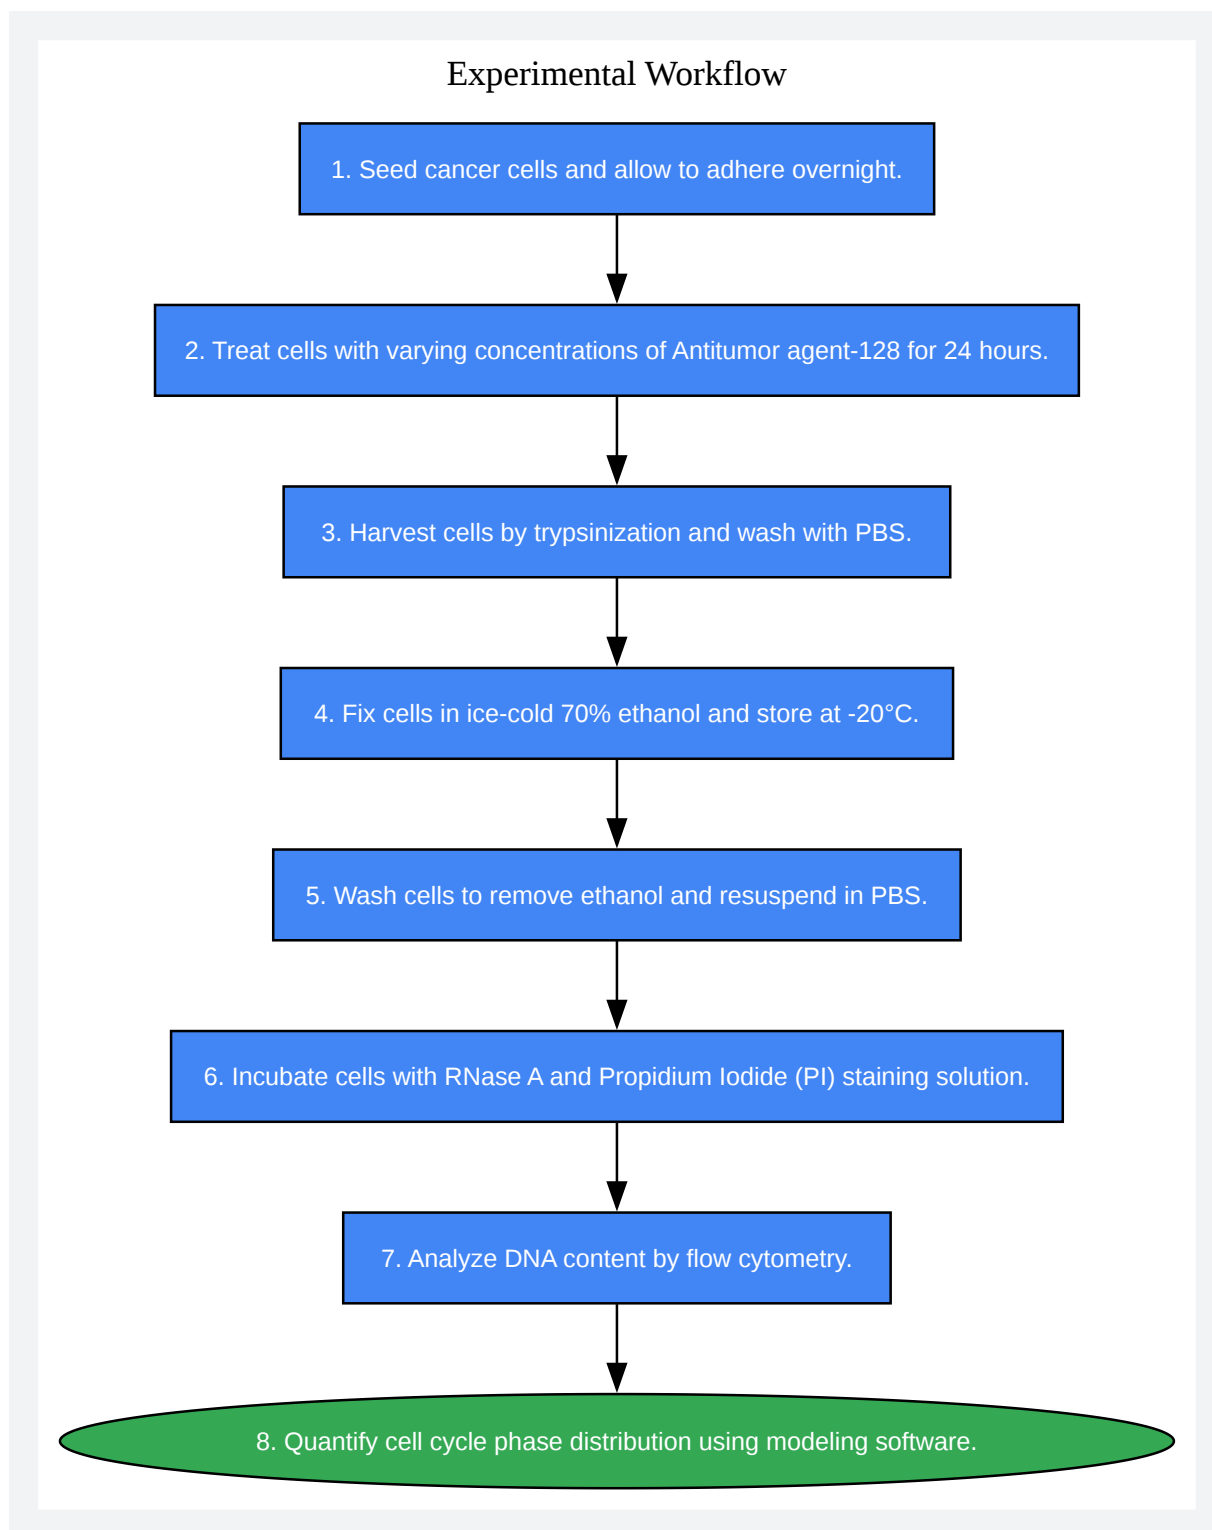 Experimental Workflow
1. Seed cancer cells and allow to adhere overnight.
2. Treat cells with varying concentrations of Antitumor agent-128 for 24 hours.
3. Harvest cells by trypsinization and wash with PBS.
4. Fix cells in ice-cold 70% ethanol and store at -20°C.
5. Wash cells to remove ethanol and resuspend in PBS.
6. Incubate cells with RNase A and Propidium Iodide (PI) staining solution.
7. Analyze DNA content by flow cytometry.
8. Quantify cell cycle phase distribution using modeling software.